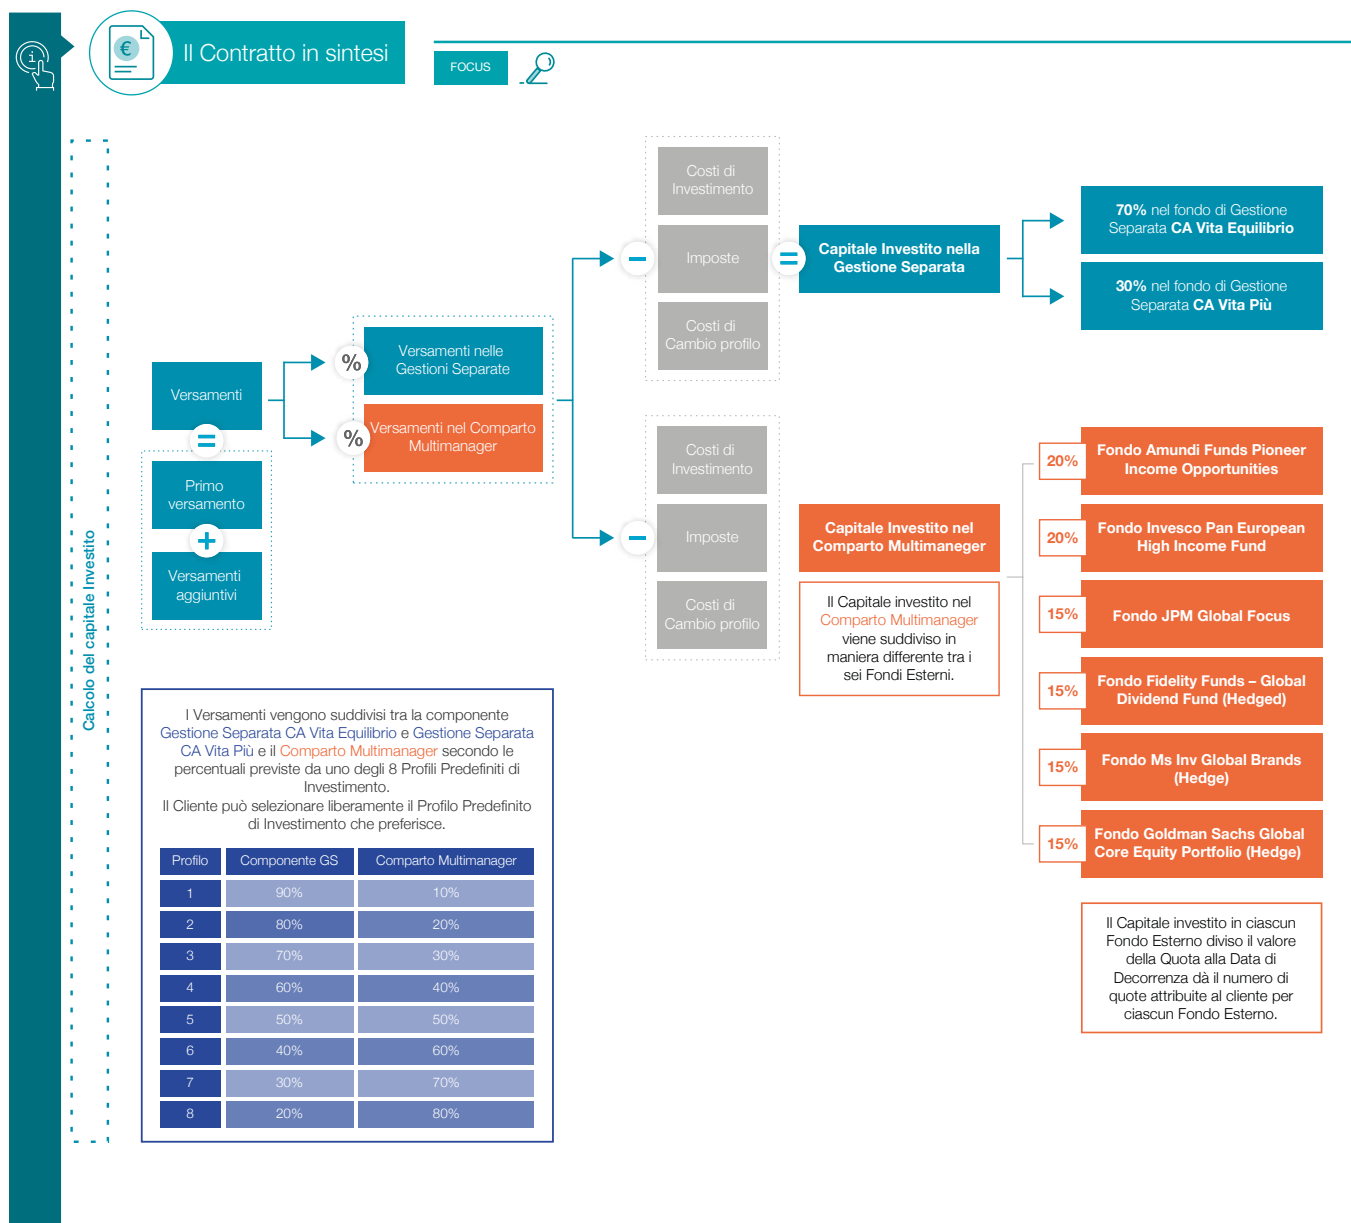 Il Contratto in sintesi
FOCUS
Calcolo del capitale Investito
Versamenti
=
Primo
versamento
+
Versamenti
aggiuntivi
%
Versamenti nelle
Gestioni Separate
%
Versamenti nel Comparto
Multimanager
–
Costi di
Investimento
Imposte
Costi di
Cambio profilo
=
Capitale Investito nella
Gestione Separata
70% nel fondo di Gestione
Separata CA Vita Equilibrio
30% nel fondo di Gestione
Separata CA Vita Più
–
Costi di
Investimento
Imposte
Costi di
Cambio profilo
Capitale Investito nel
Comparto Multimaneger
Il Capitale investito nel
Comparto Multimanager
viene suddiviso in
maniera differente tra i
sei Fondi Esterni.
20%
Fondo Amundi Funds Pioneer
Income Opportunities
20%
Fondo Invesco Pan European
High Income Fund
15%
Fondo JPM Global Focus
15%
Fondo Fidelity Funds – Global
Dividend Fund (Hedged)
15%
Fondo Ms Inv Global Brands
(Hedge)
15%
Fondo Goldman Sachs Global
Core Equity Portfolio (Hedge)
Il Capitale investito in ciascun
Fondo Esterno diviso il valore
della Quota alla Data di
Decorrenza dà il numero di
quote attribuite al cliente per
ciascun Fondo Esterno.
I Versamenti vengono suddivisi tra la componente
Gestione Separata CA Vita Equilibrio e Gestione Separata
CA Vita Più e il Comparto Multimanager secondo le
percentuali previste da uno degli 8 Profili Predefiniti di
Investimento.
Il Cliente può selezionare liberamente il Profilo Predefinito
di Investimento che preferisce.
Profilo Componente GS Comparto Multimanager
1 90% 10%
2 80% 20%
3 70% 30%
4 60% 40%
5 50% 50%
6 40% 60%
7 30% 70%
8 20% 80%